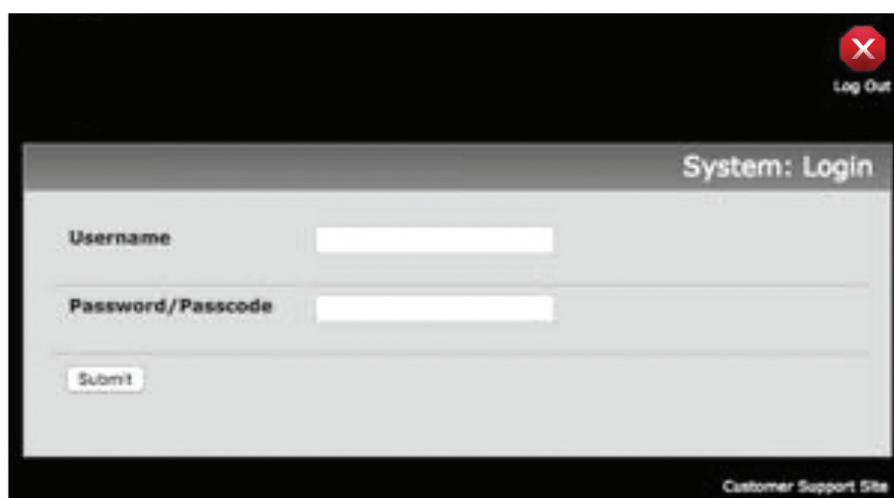 Log Out
System: Login
Username
Password/Passcode
Submit
Customer Support Site